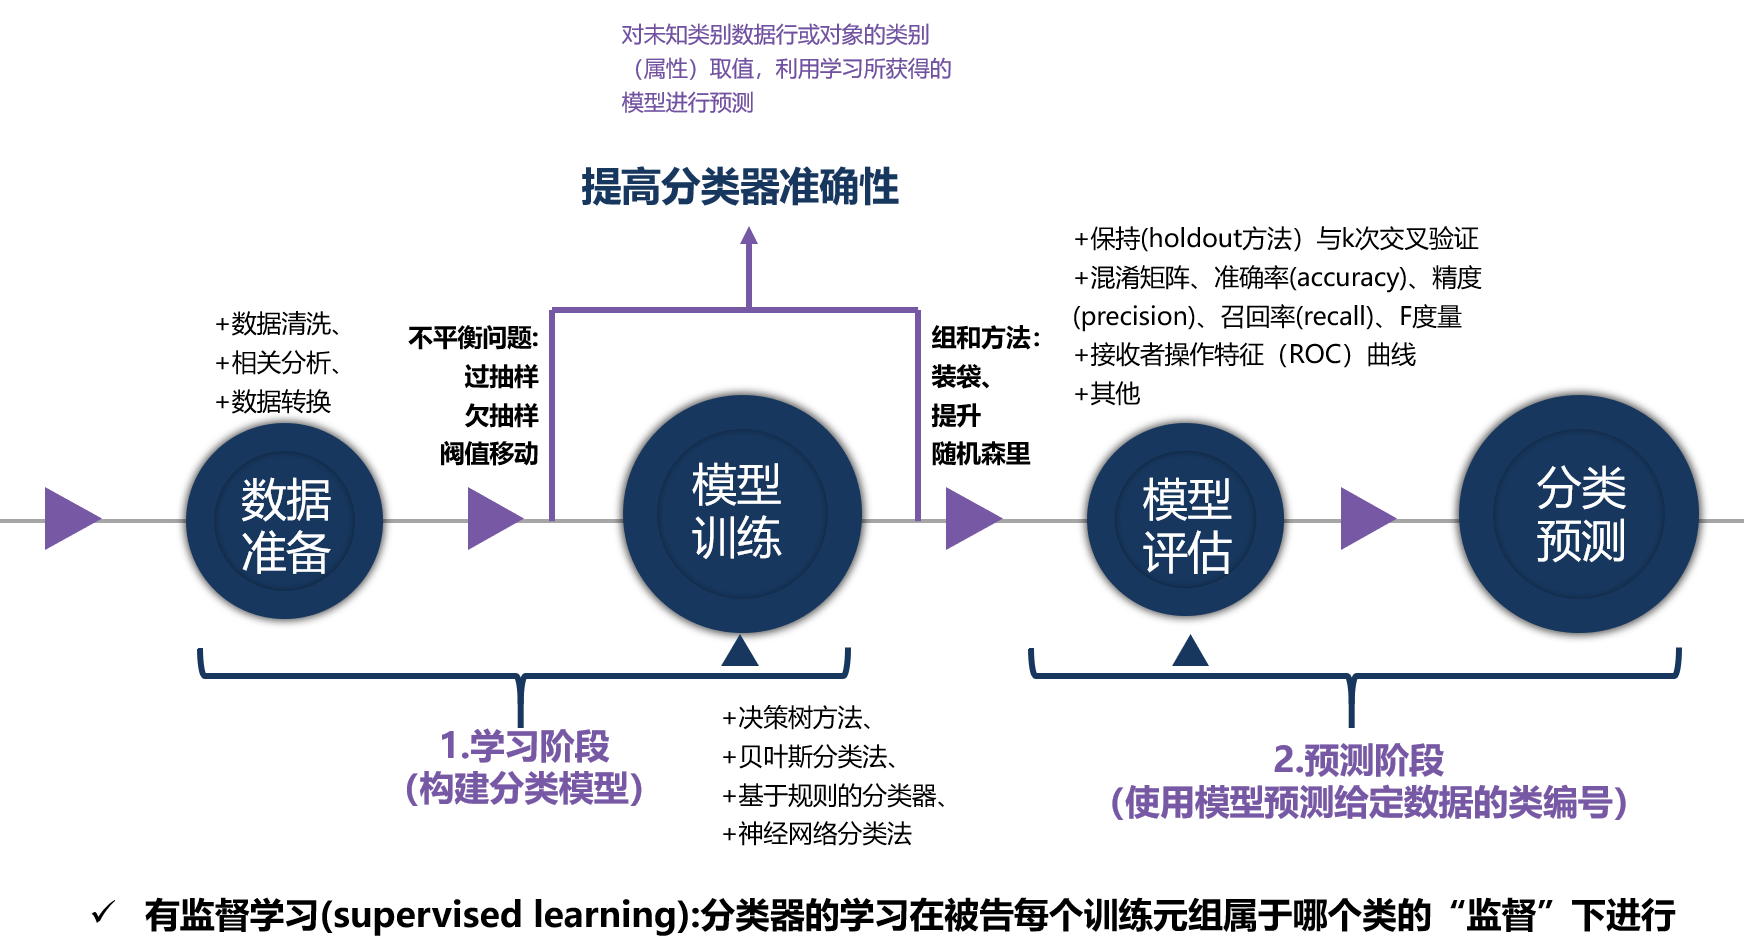 对未知类别数据行或对象的类别
（属性）取值，利用学习所获得的
模型进行预测
提高分类器准确性
+数据清洗、
+相关分析、
+数据转换
不平衡问题:
过抽样
欠抽样
阀值移动
组和方法：
装袋、
提升
随机森里
+保持(holdout方法）与k次交叉验证
+混淆矩阵、准确率(accuracy)、精度
(precision)、召回率(recall)、F度量
+接收者操作特征（ROC）曲线
+其他
数据
准备
模型
训练
模型
评估
分类
预测
1.学习阶段
（构建分类模型）
+决策树方法、
+贝叶斯分类法、
+基于规则的分类器、
+神经网络分类法
2.预测阶段
（使用模型预测给定数据的类编号）
✓ 有监督学习(supervised learning):分类器的学习在被告每个训练元组属于哪个类的“监督”下进行